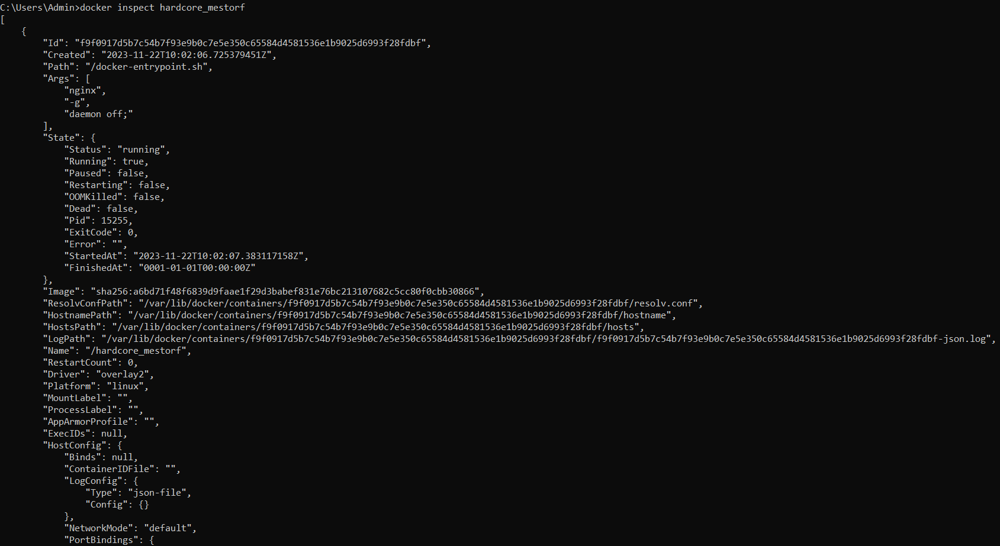 C:\Users\Admin>docker inspect hardcore_mestorf
[
    {
        "Id": "f9f0917d5b7c54b7f93e9b0c7e5e350c65584d4581536e1b9025d6993f28fdbf",
        "Created": "2023-11-22T10:02:06.725379451Z",
        "Path": "/docker-entrypoint.sh",
        "Args": [
            "nginx",
            "-g",
            "daemon off;"
        ],
        "State": {
            "Status": "running",
            "Running": true,
            "Paused": false,
            "Restarting": false,
            "OOMKilled": false,
            "Dead": false,
            "Pid": 15255,
            "ExitCode": 0,
            "Error": "",
            "StartedAt": "2023-11-22T10:02:07.383117158Z",
            "FinishedAt": "0001-01-01T00:00:00Z"
        },
        "Image": "sha256:a6bd71f48f6839d9faae1f29d3babef831e76bc213107682c5cc80f0cbb30866",
        "ResolvConfPath": "/var/lib/docker/containers/f9f0917d5b7c54b7f93e9b0c7e5e350c65584d4581536e1b9025d6993f28fdbf/resolv.conf",
        "HostnamePath": "/var/lib/docker/containers/f9f0917d5b7c54b7f93e9b0c7e5e350c65584d4581536e1b9025d6993f28fdbf/hostname",
        "HostsPath": "/var/lib/docker/containers/f9f0917d5b7c54b7f93e9b0c7e5e350c65584d4581536e1b9025d6993f28fdbf/hosts",
        "LogPath": "/var/lib/docker/containers/f9f0917d5b7c54b7f93e9b0c7e5e350c65584d4581536e1b9025d6993f28fdbf/f9f0917d5b7c54b7f93e9b0c7e5e350c65584d4581536e1b9025d6993f28fdbf-json.log",
        "Name": "/hardcore_mestorf",
        "RestartCount": 0,
        "Driver": "overlay2",
        "Platform": "linux",
        "MountLabel": "",
        "ProcessLabel": "",
        "AppArmorProfile": "",
        "ExecIDs": null,
        "HostConfig": {
            "Binds": null,
            "ContainerIDFile": "",
            "LogConfig": {
                "Type": "json-file",
                "Config": {}
            },
            "NetworkMode": "default",
            "PortBindings": {